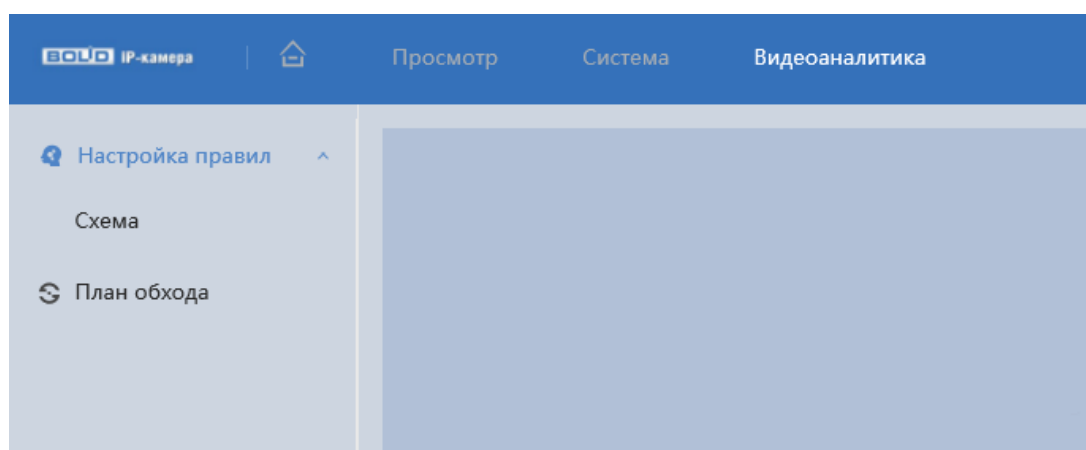 BOLID IP-камера Просмотр Система Видеоаналитика
Настройка правил
Схема
План обхода